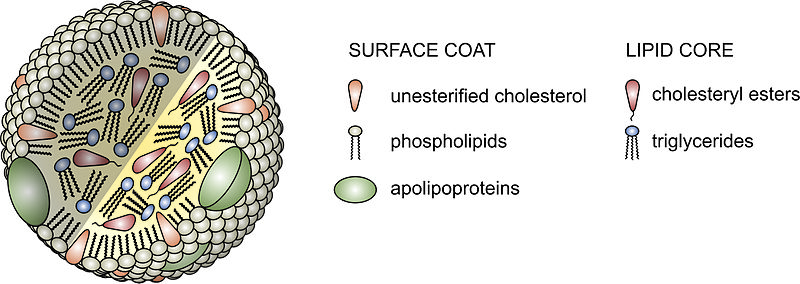 SURFACE COAT
unesterified cholesterol
phospholipids
apolipoproteins
LIPID CORE
cholesteryl esters
triglycerides